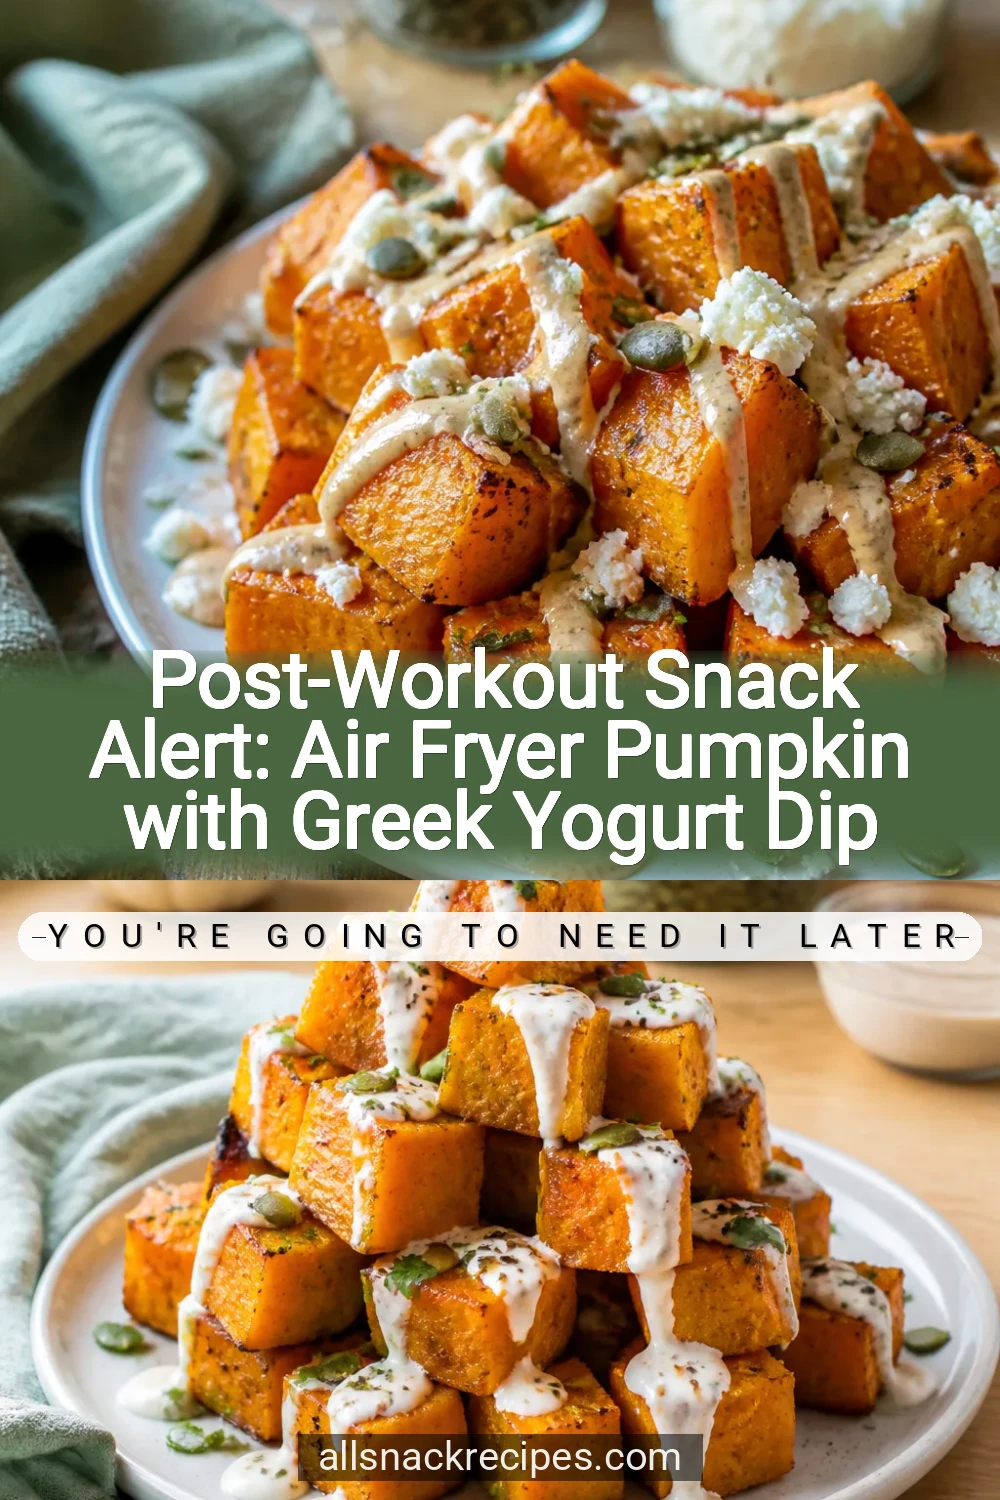 Post-Workout Snack
Alert: Air Fryer Pumpkin
with Greek Yogurt Dip
YOU'RE GOING TO NEED IT LATER
allsnackrecipes.com